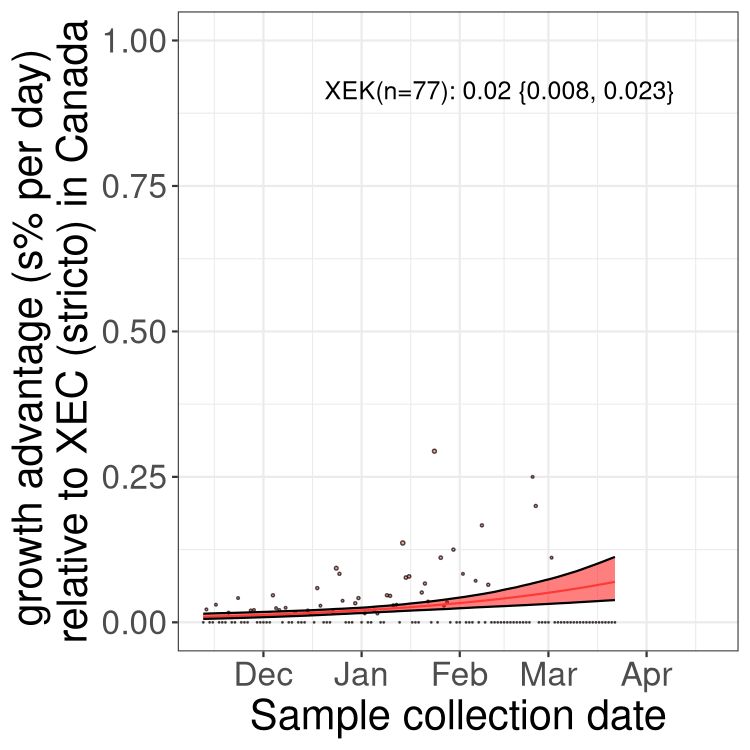 growth advantage (s% per day)
relative to XEC (stricto) in Canada
1.00
0.75
0.50
0.25
0.00
XEK(n=77): 0.02 {0.008, 0.023}
Dec Jan Feb Mar Apr
Sample collection date